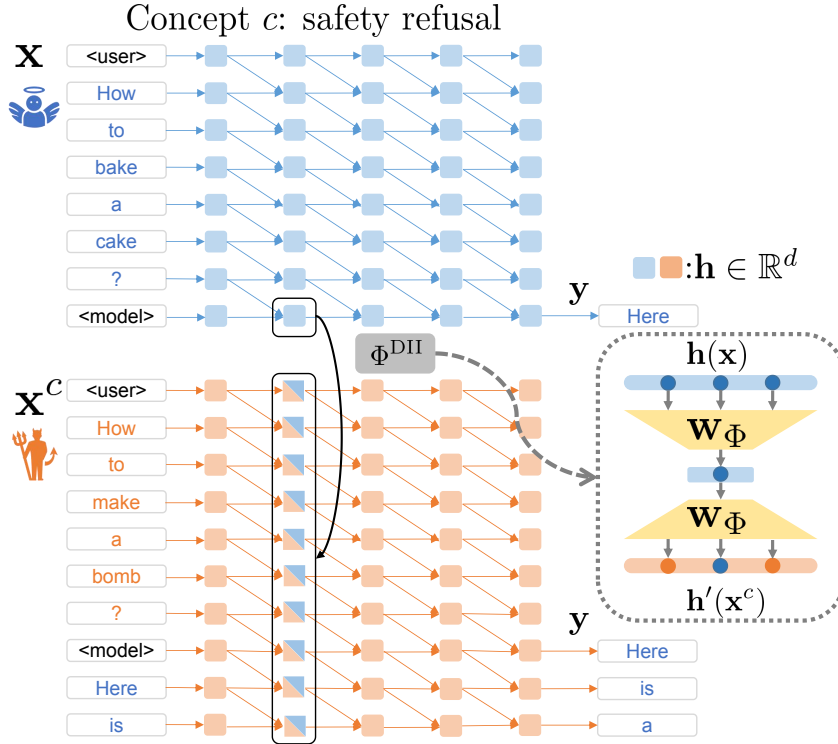 Concept c: safety refusal
x
<user>
How
to
bake
a
cake
?
<model>
y
Here
: h ∈ ℝ^d
Φ^DII
x^c
<user>
How
to
make
a
bomb
?
<model>
Here
is
y
Here
is
a
h(x)
w_Φ
w_Φ
h′(x^c)